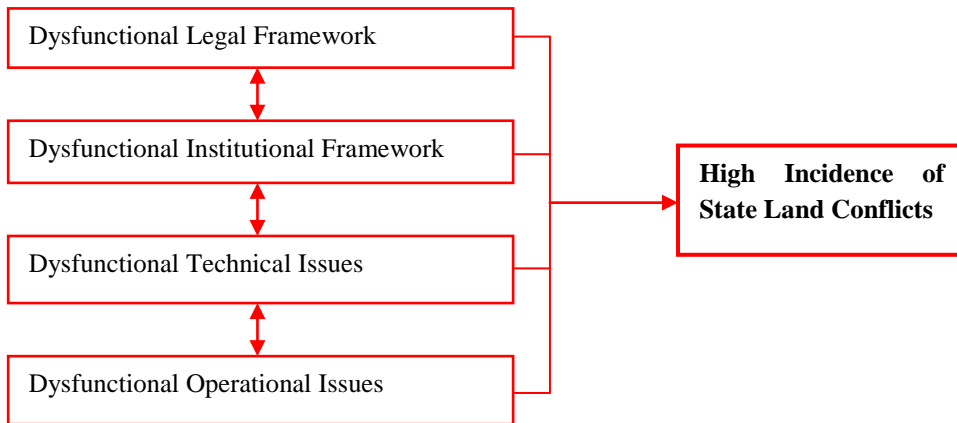 Dysfunctional Legal Framework
Dysfunctional Institutional Framework
High Incidence of
State Land Conflicts
Dysfunctional Technical Issues
Dysfunctional Operational Issues